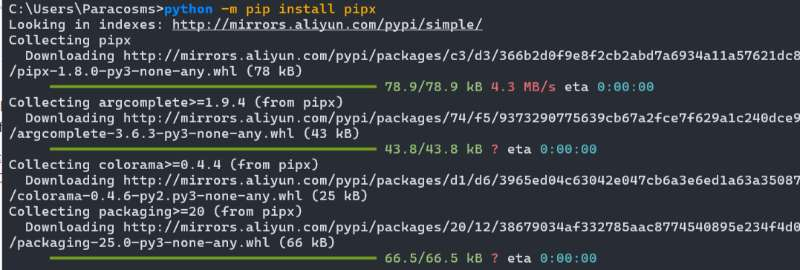 C:\Users\Paracosms>python -m pip install pipx
Looking in indexes: http://mirrors.aliyun.com/pypi/simple/
Collecting pipx
Downloading http://mirrors.aliyun.com/pypi/packages/c3/d3/366b2d0f9e8f2cb2abd7a6934a11a57621dc8
/pipx-1.8.0-py3-none-any.whl (78 kB)
78.9/78.9 kB 4.3 MB/s eta 0:00:00
Collecting argcomplete>=1.9.4 (from pipx)
Downloading http://mirrors.aliyun.com/pypi/packages/74/f5/9373290775639cb67a2fce7f629a1c240dce9
/argcomplete-3.6.3-py3-none-any.whl (43 kB)
43.8/43.8 kB ? eta 0:00:00
Collecting colorama>=0.4.4 (from pipx)
Downloading http://mirrors.aliyun.com/pypi/packages/d1/d6/3965ed04c63042e047cb6a3e6ed1a63a35087
/colorama-0.4.6-py2.py3-none-any.whl (25 kB)
Collecting packaging>=20 (from pipx)
Downloading http://mirrors.aliyun.com/pypi/packages/20/12/38679034af332785aac8774540895e234f4d0
/packaging-25.0-py3-none-any.whl (66 kB)
66.5/66.5 kB ? eta 0:00:00